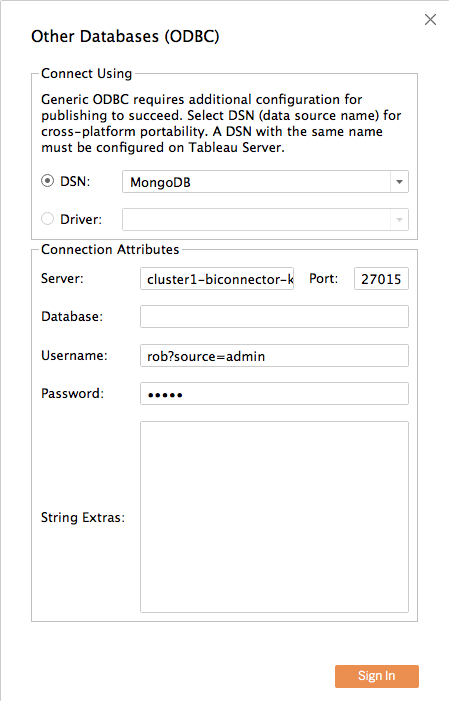 Other Databases (ODBC)
Connect Using
Generic ODBC requires additional configuration for
publishing to succeed. Select DSN (data source name) for
cross-platform portability. A DSN with the same name
must be configured on Tableau Server.
DSN: MongoDB
Driver:
Connection Attributes
Server: cluster1-biconnector-k Port: 27015
Database:
Username: rob?source=admin
Password: •••••
String Extras:
Sign In